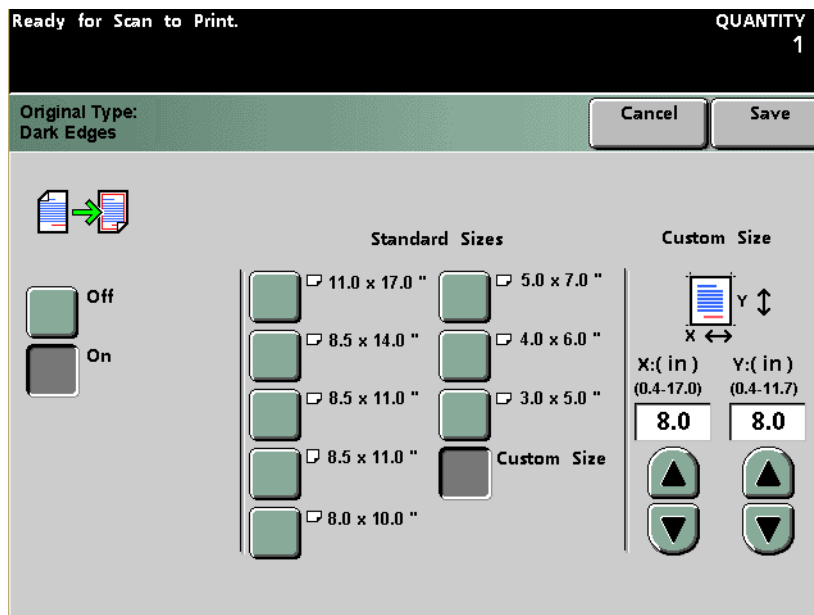 Ready for Scan to Print.
QUANTITY
1
Original Type:
Dark Edges
Cancel
Save
Standard Sizes
Custom Size
Off
On
11.0 x 17.0 "
8.5 x 14.0 "
8.5 x 11.0 "
8.5 x 11.0 "
8.0 x 10.0 "
5.0 x 7.0 "
4.0 x 6.0 "
3.0 x 5.0 "
Custom Size
Y
X
X:( in )
Y:( in )
(0.4-17.0)
(0.4-11.7)
8.0
8.0